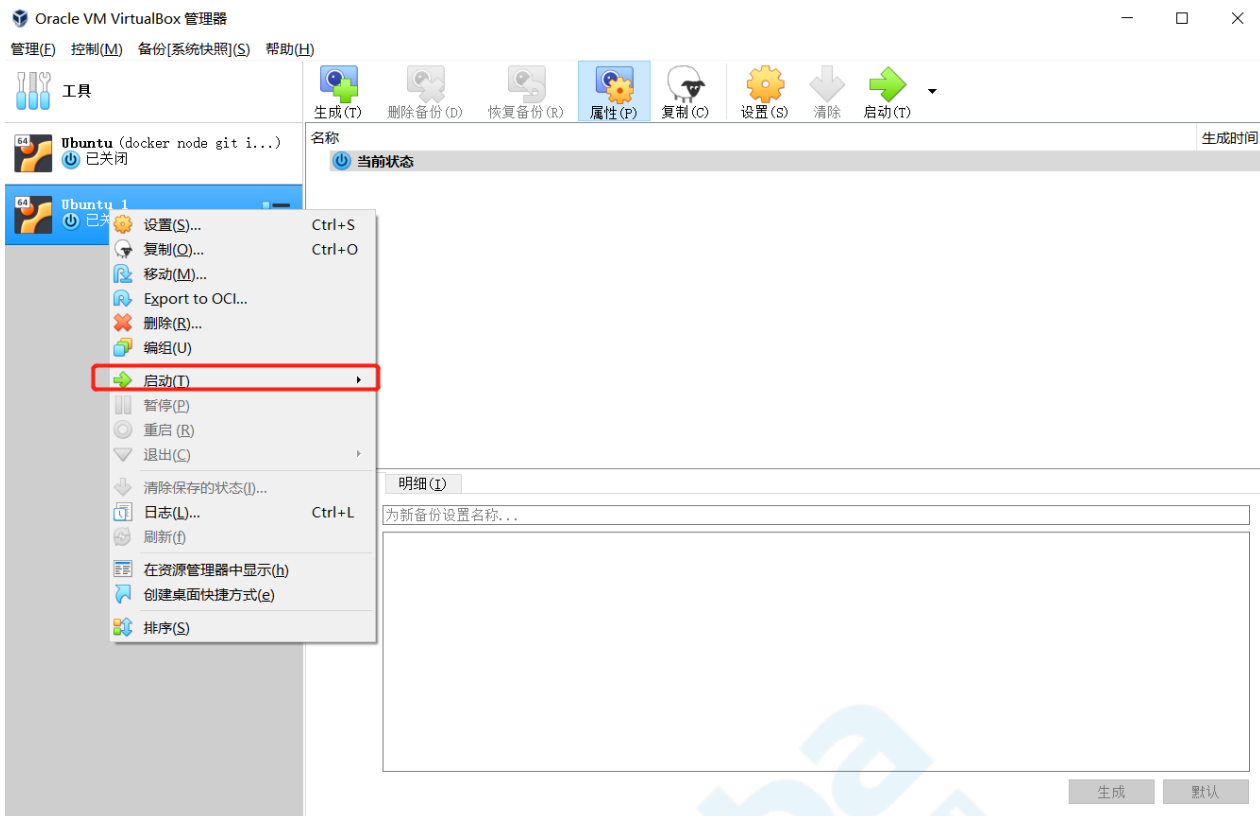 Oracle VM VirtualBox 管理器
管理(F) 控制(M) 备份[系统快照](S) 帮助(H)
工具
生成(T) 删除备份(D) 恢复备份(R) 属性(P) 复制(C) 设置(S) 清除 启动(T)
64 Ubuntu (docker node git i...)
已关闭
名称 生成时间
当前状态
64 Ubuntu 1
已关
设置(S)... Ctrl+S
复制(O)... Ctrl+O
移动(M)...
Export to OCI...
删除(R)...
编组(U)
启动(T)
暂停(P)
重启 (R)
退出(C)
清除保存的状态(I)...
日志(L)... Ctrl+L
刷新(f)
在资源管理器中显示(h)
创建桌面快捷方式(e)
排序(S)
明细(I)
为新备份设置名称...
生成 默认